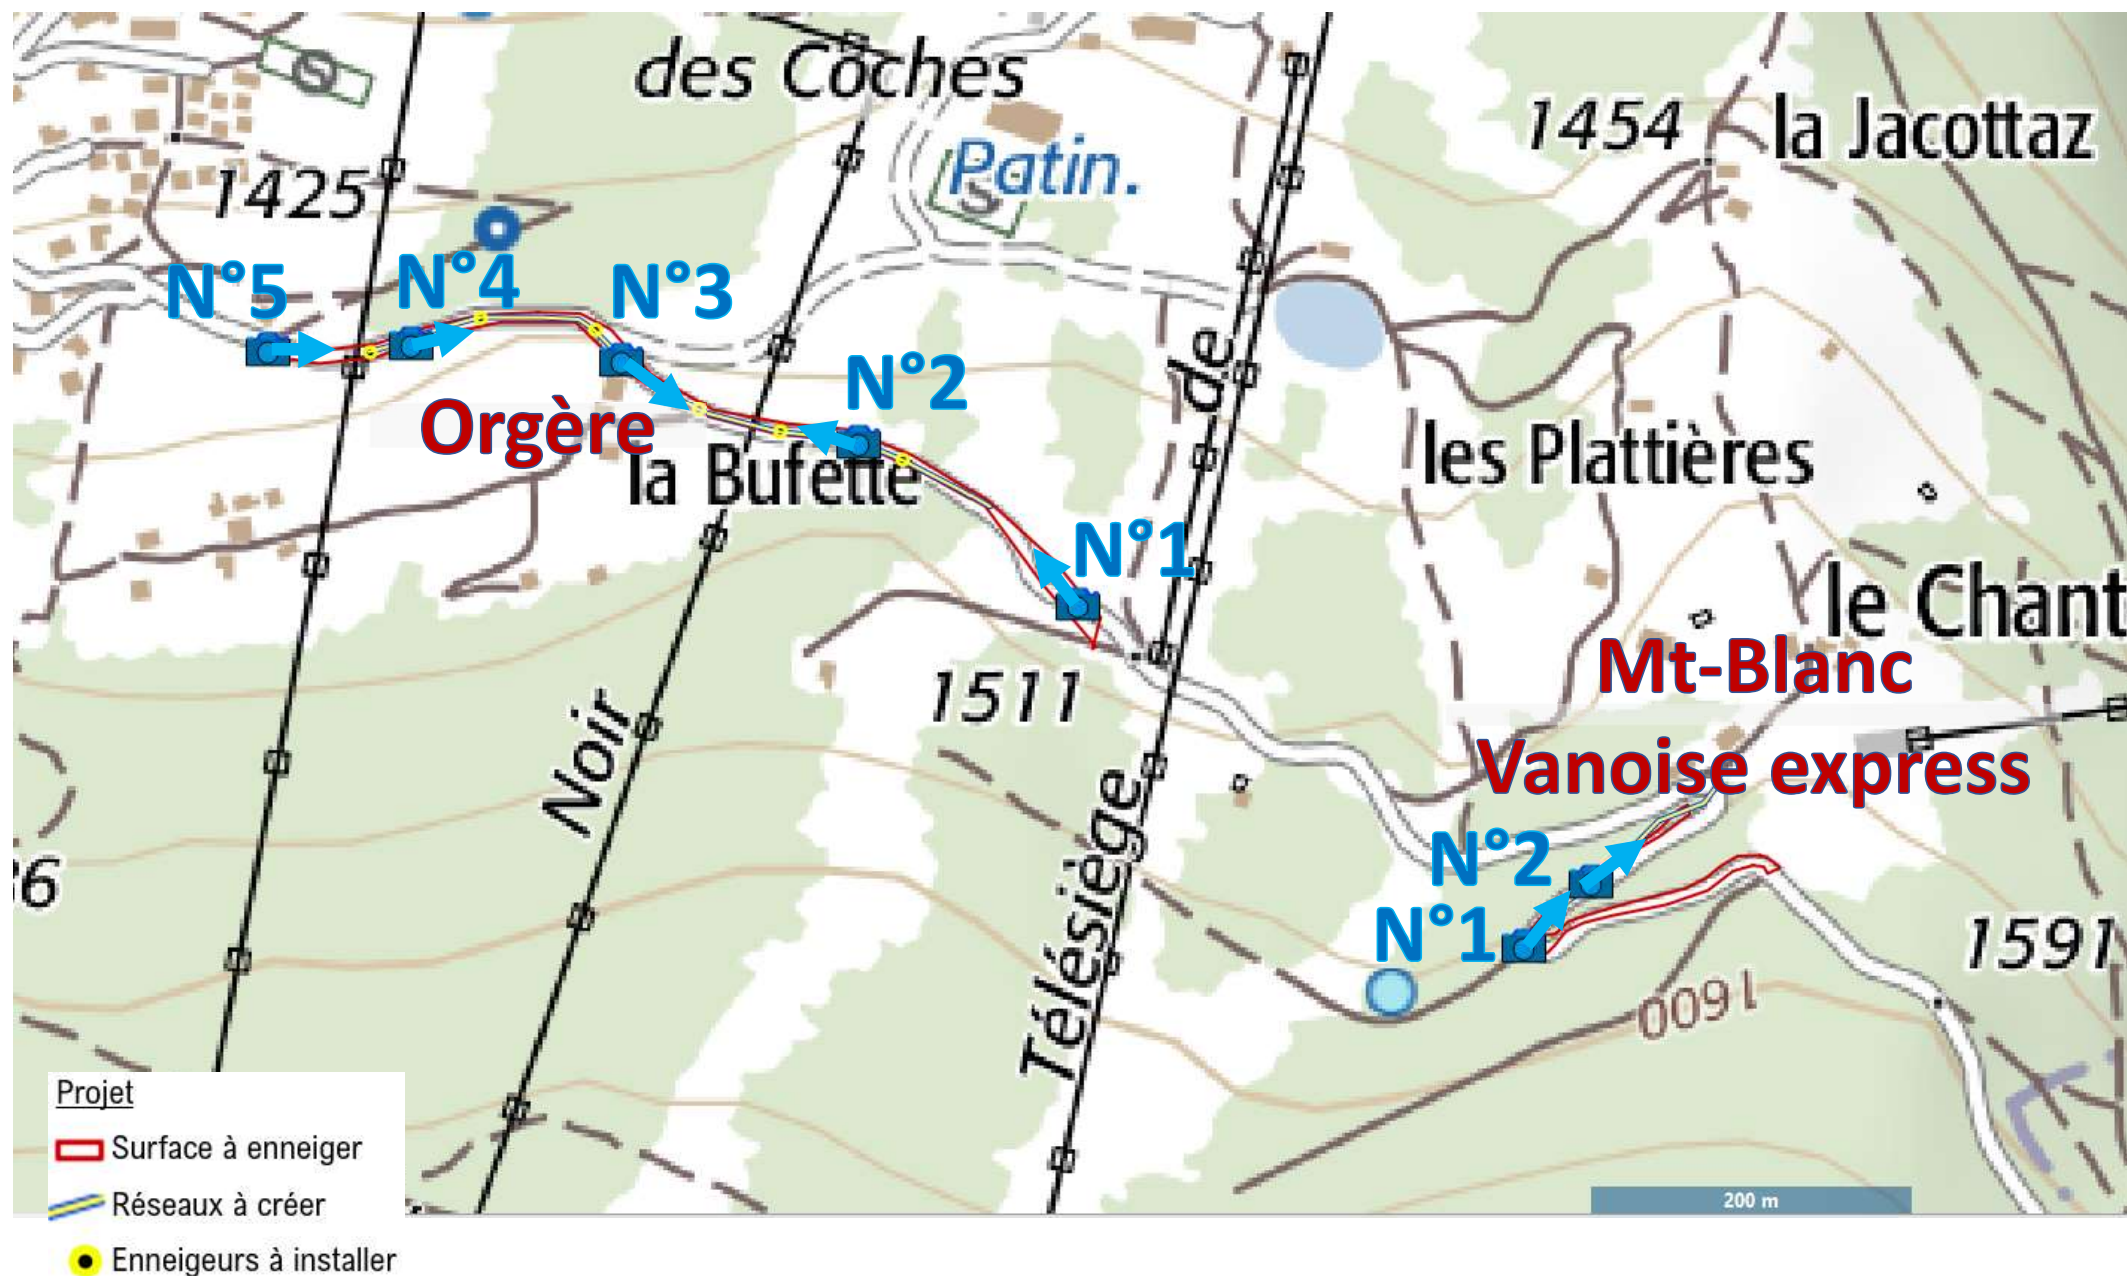 des Coches
1454
la Jacottaz
Patin.
1425
N°5
N°4
N°3
N°2
Orgère
la Bufette
de
les Plattières
N°1
le Chant
Mt-Blanc
1511
Vanoise express
Noir
Télésiège
N°2
N°1
1591
1600
Projet
Surface à enneiger
Réseaux à créer
Enneigeurs à installer
200 m